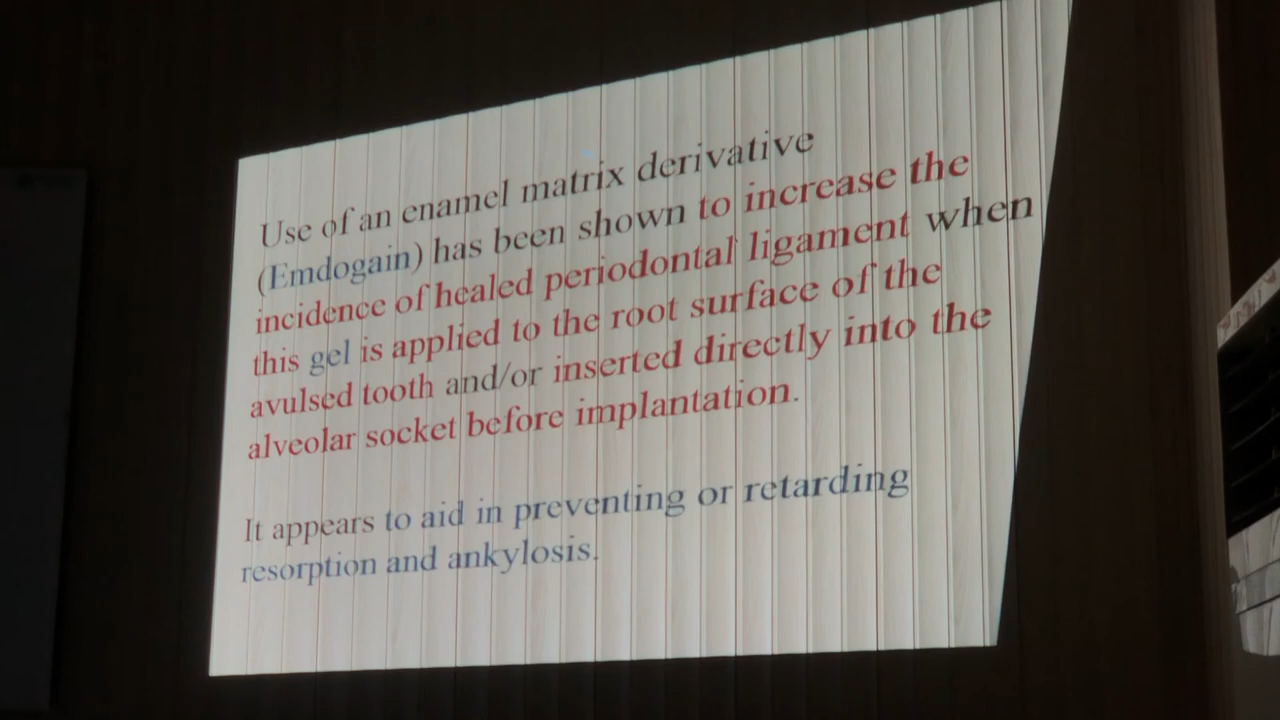 Use of an enamel matrix derivative
(Emdogain) has been shown to increase the
incidence of healed periodontal ligament when
this gel is applied to the root surface of the
avulsed tooth and/or inserted directly into the
alveolar socket before implantation.
It appears to aid in preventing or retarding
resorption and ankylosis.